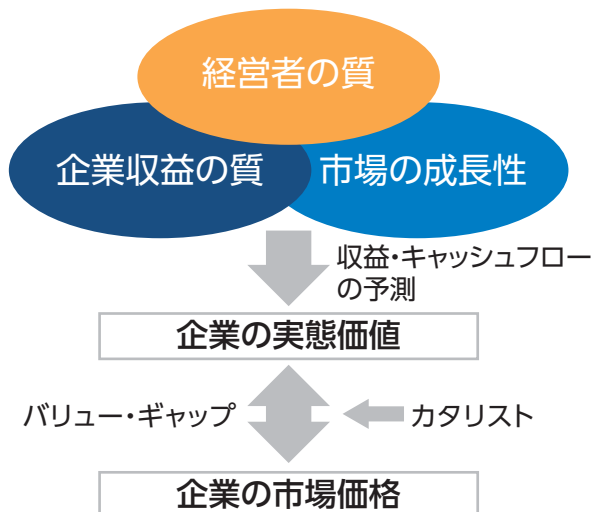 経営者の質
企業収益の質
市場の成長性
収益・キャッシュフロー
の予測
企業の実態価値
バリュー・ギャップ
カタリスト
企業の市場価格